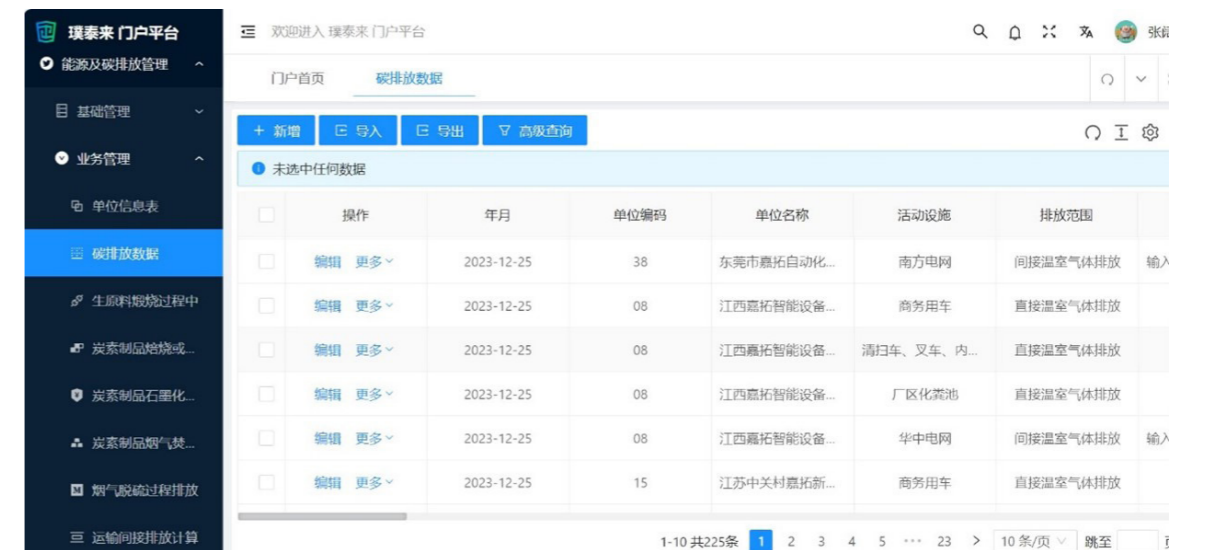 璞泰来 门户平台
能源及碳排放管理
基础管理
业务管理
单位信息表
碳排放数据
生原料煅烧过程中
炭素制品焙烧或...
炭素制品石墨化...
炭素制品烟气焚...
烟气脱硫过程排放
运输间接排放计算
欢迎进入 璞泰来 门户平台
门户首页 碳排放数据
+ 新增 导入 导出 高级查询
未选中任何数据
操作 年月 单位编码 单位名称 活动设施 排放范围
编辑 更多 2023-12-25 38 东莞市嘉拓自动化... 南方电网 间接温室气体排放 输入
编辑 更多 2023-12-25 08 江西嘉拓智能设备... 商务用车 直接温室气体排放
编辑 更多 2023-12-25 08 江西嘉拓智能设备... 清扫车、叉车、内... 直接温室气体排放
编辑 更多 2023-12-25 08 江西嘉拓智能设备... 厂区化粪池 直接温室气体排放
编辑 更多 2023-12-25 08 江西嘉拓智能设备... 华中电网 间接温室气体排放 输入
编辑 更多 2023-12-25 15 江苏中关村嘉拓新... 商务用车 直接温室气体排放
1-10 共225条 1 2 3 4 5 ··· 23 > 10 条/页 跳至